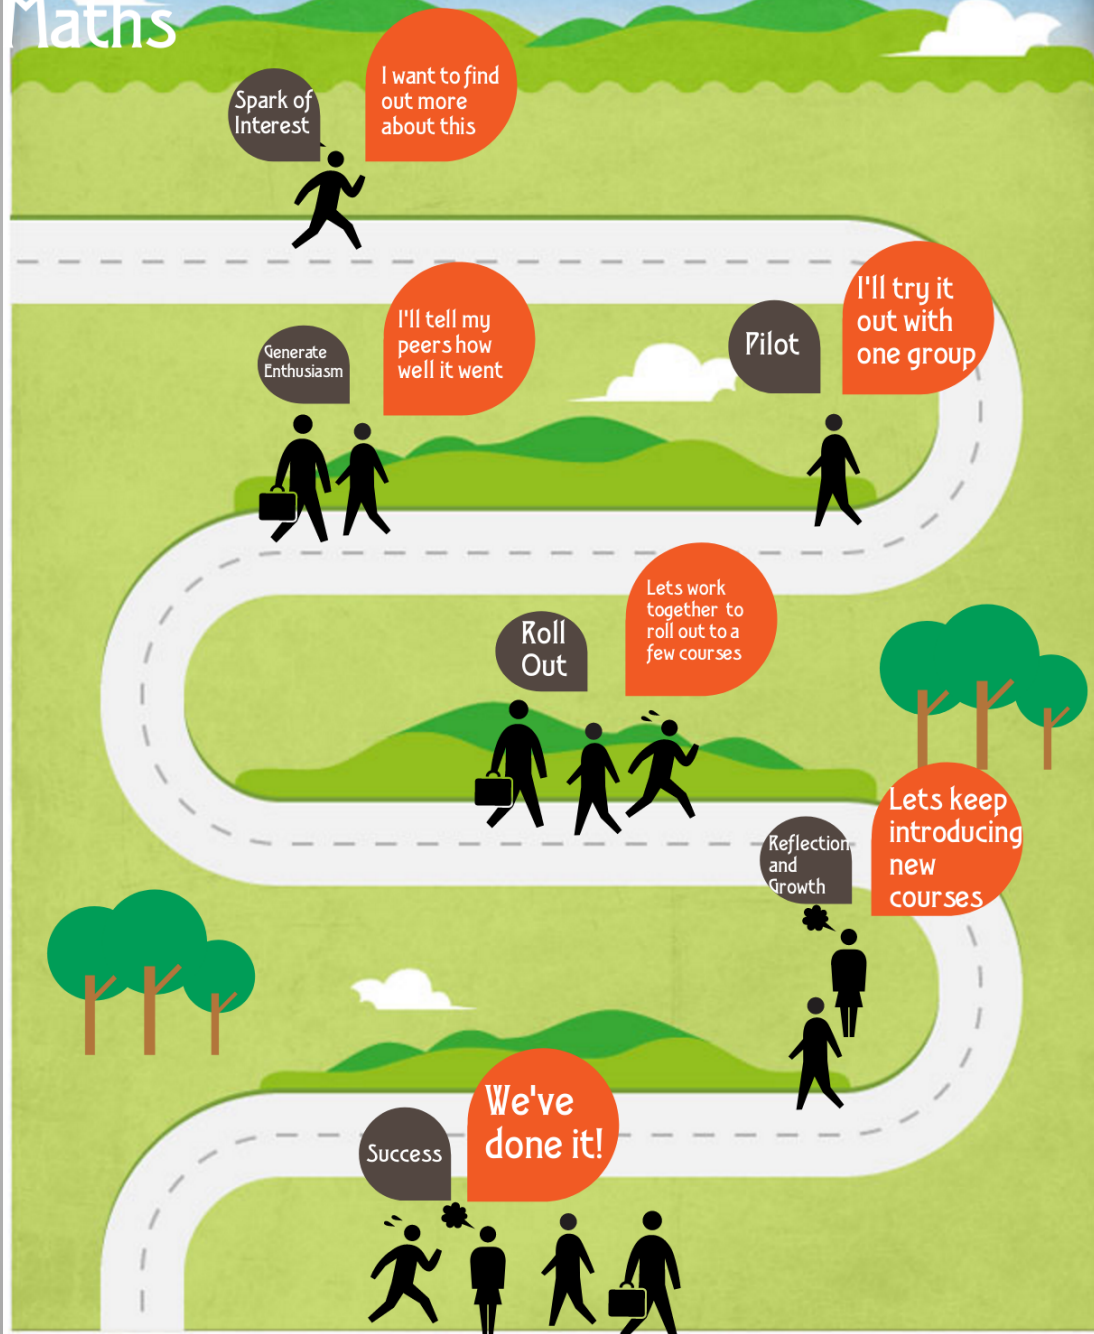 Maths
Spark of
Interest
I want to find
out more
about this
Generate
Enthusiasm
I'll tell my
peers how
well it went
Pilot
I'll try it
out with
one group
Roll
Out
Lets work
together to
roll out to a
few courses
Reflection
and
Growth
Lets keep
introducing
new
courses
Success
We've
done it!